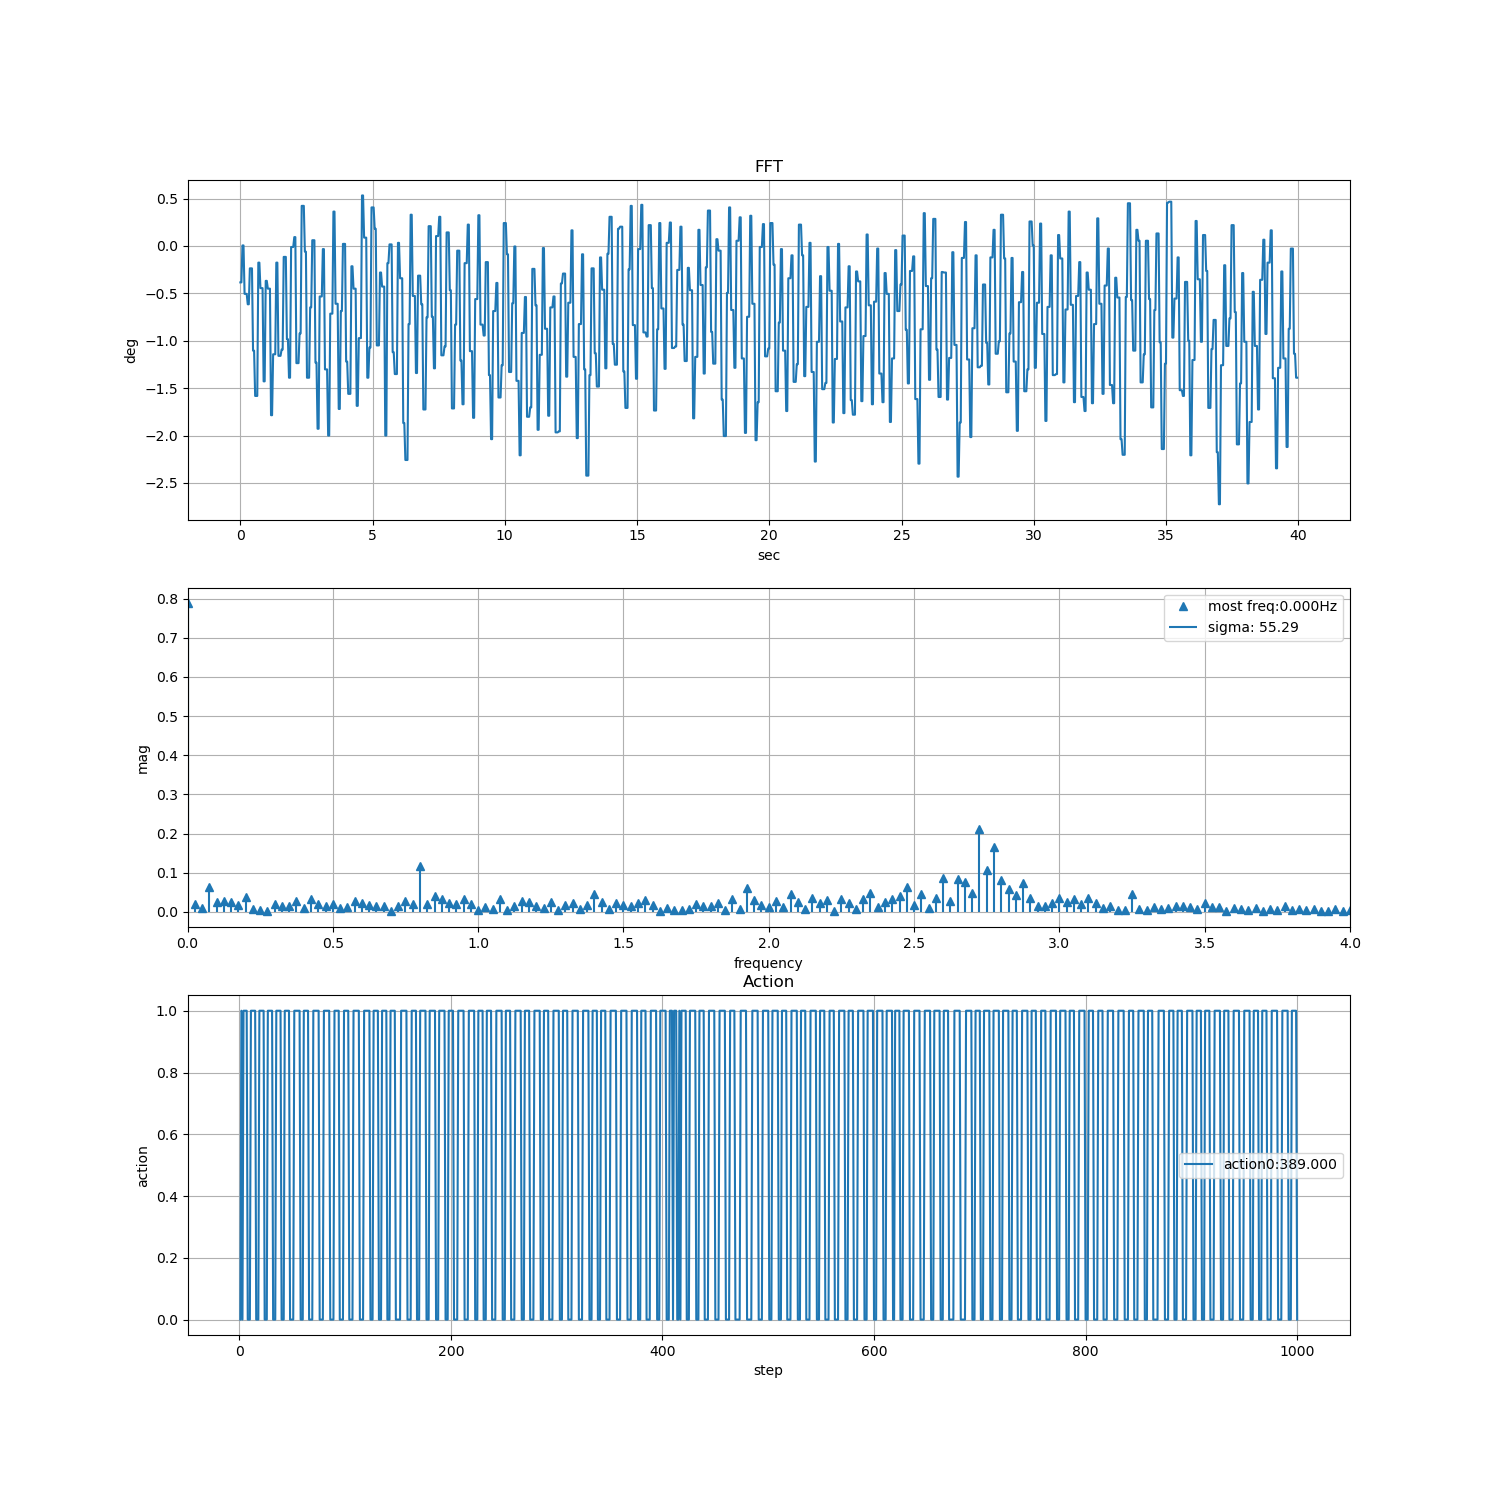 FFT
0.5
0.0
−0.5
−1.0
−1.5
−2.0
−2.5
deg
0 5 10 15 20 25 30 35 40
sec
0.8
0.7
0.6
0.5
0.4
0.3
0.2
0.1
0.0
mag
most freq:0.000Hz
sigma: 55.29
0.0 0.5 1.0 1.5 2.0 2.5 3.0 3.5 4.0
frequency
Action
1.0
0.8
0.6
0.4
0.2
0.0
action
action0:389.000
0 200 400 600 800 1000
step